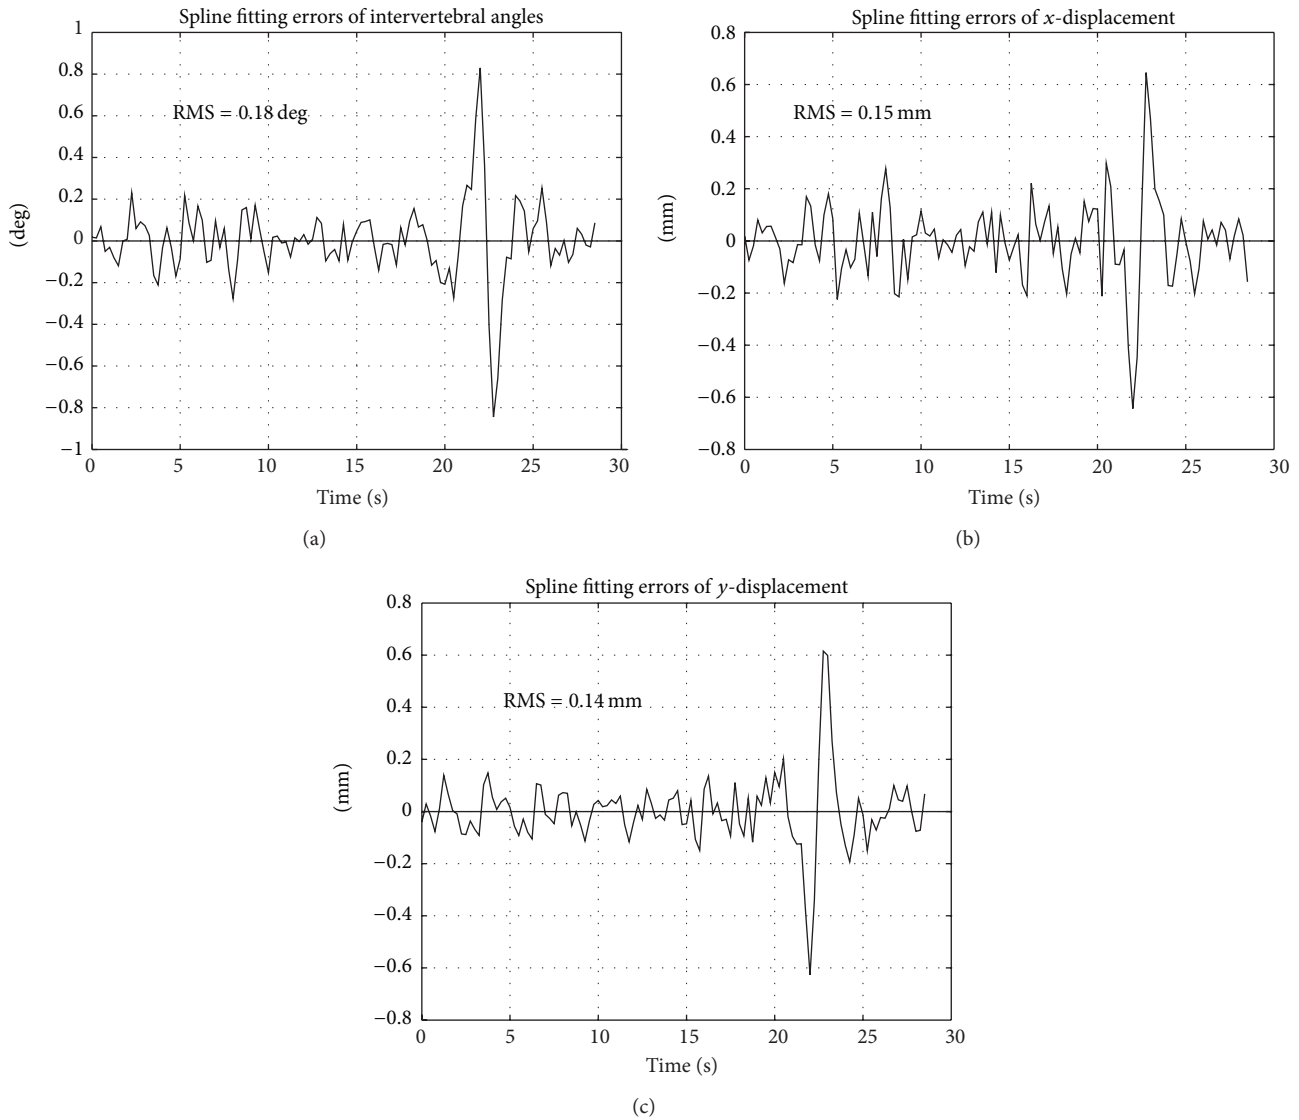 Spline fitting errors of intervertebral angles
1
0.8
0.6
0.4
0.2
0
−0.2
−0.4
−0.6
−0.8
−1
(deg)
RMS = 0.18 deg
0 5 10 15 20 25 30
Time (s)
(a)
Spline fitting errors of x-displacement
0.8
0.6
0.4
0.2
0
−0.2
−0.4
−0.6
−0.8
(mm)
RMS = 0.15 mm
0 5 10 15 20 25 30
Time (s)
(b)
Spline fitting errors of y-displacement
0.8
0.6
0.4
0.2
0
−0.2
−0.4
−0.6
−0.8
(mm)
RMS = 0.14 mm
0 5 10 15 20 25 30
Time (s)
(c)